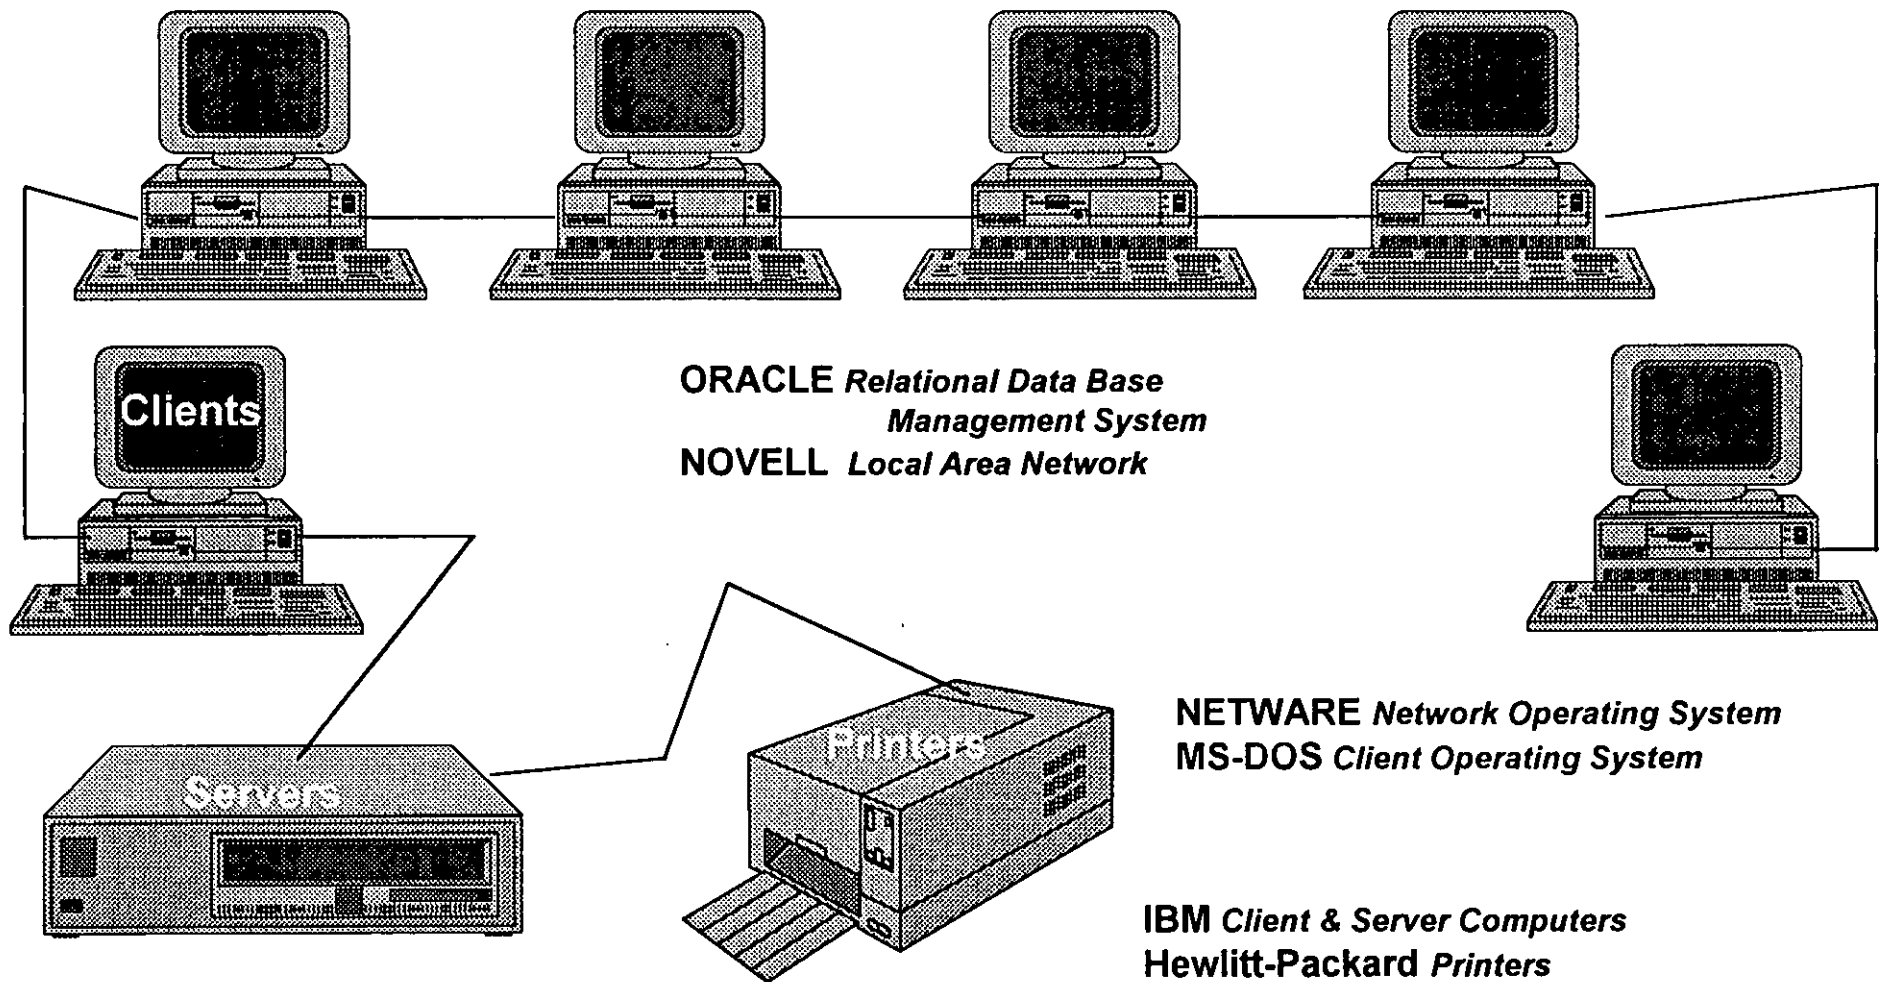 ORACLE Relational Data Base
Management System
NOVELL Local Area Network
Clients
Servers
Printers
NETWARE Network Operating System
MS-DOS Client Operating System
IBM Client & Server Computers
Hewlitt-Packard Printers